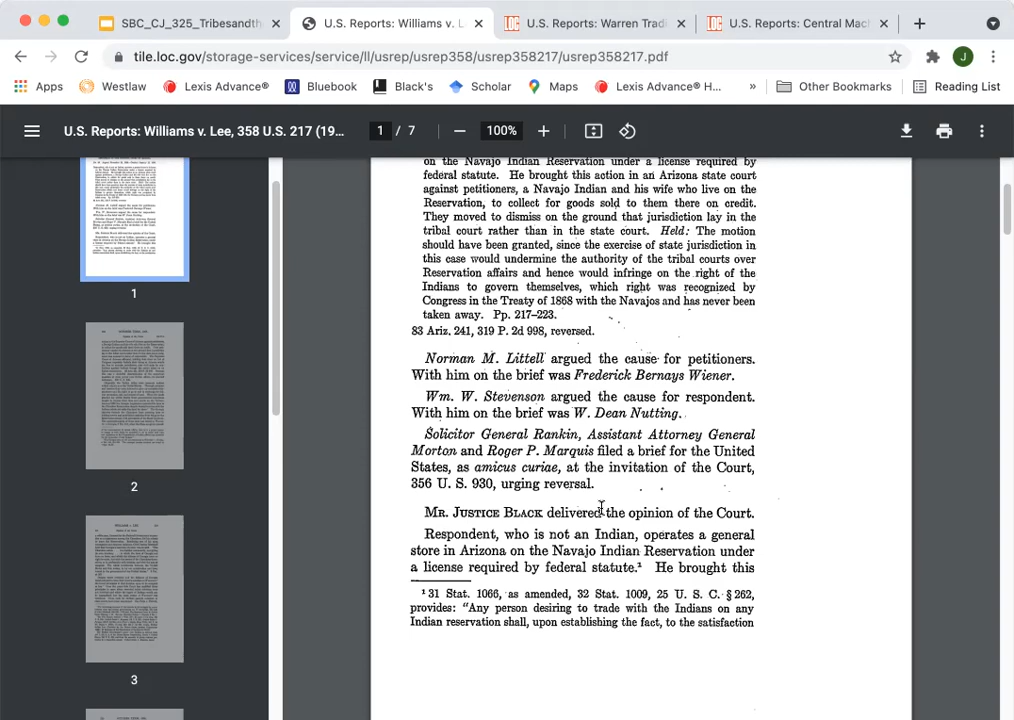 SBC_CJ_325_Tribesandth
U.S. Reports: Williams v. L
U.S. Reports: Warren Trad
U.S. Reports: Central Mac
tile.loc.gov/storage-services/service/ll/usrep/usrep358/usrep358217/usrep358217.pdf
J
Apps
Westlaw
Lexis Advance®
Bluebook
Black's
Scholar
Maps
Lexis Advance® H...
»
Other Bookmarks
Reading List
U.S. Reports: Williams v. Lee, 358 U.S. 217 (19...
1 / 7
100%
on the Navajo Indian Reservation under a license required by
federal statute. He brought this action in an Arizona state court
against petitioners, a Navajo Indian and his wife who live on the
Reservation, to collect for goods sold to them there on credit.
They moved to dismiss on the ground that jurisdiction lay in the
tribal court rather than in the state court. Held: The motion
should have been granted, since the exercise of state jurisdiction in
this case would undermine the authority of the tribal courts over
Reservation affairs and hence would infringe on the right of the
Indians to govern themselves, which right was recognized by
Congress in the Treaty of 1868 with the Navajos and has never been
taken away. Pp. 217–223.
83 Ariz. 241, 319 P. 2d 998, reversed.
Norman M. Littell argued the cause for petitioners.
With him on the brief was Frederick Bernays Wiener.
Wm. W. Stevenson argued the cause for respondent.
With him on the brief was W. Dean Nutting.
Solicitor General Rankin, Assistant Attorney General
Morton and Roger P. Marquis filed a brief for the United
States, as amicus curiae, at the invitation of the Court,
356 U. S. 930, urging reversal.
MR. JUSTICE BLACK delivered the opinion of the Court.
Respondent, who is not an Indian, operates a general
store in Arizona on the Navajo Indian Reservation under
a license required by federal statute.¹ He brought this
¹ 31 Stat. 1066, as amended, 32 Stat. 1009, 25 U. S. C. § 262,
provides: "Any person desiring to trade with the Indians on any
Indian reservation shall, upon establishing the fact, to the satisfaction
1
2
3